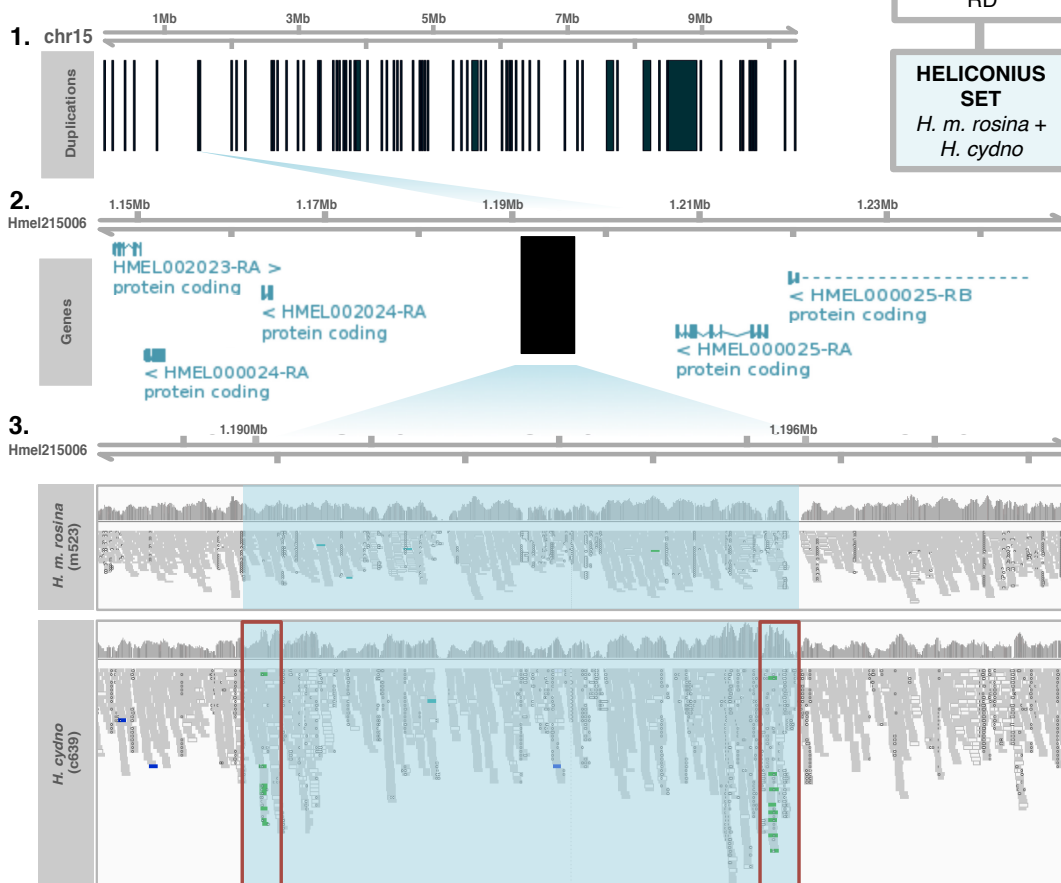 RD
HELICONIUS
SET
H. m. rosina +
H. cydno
1.
chr15
1Mb
3Mb
5Mb
7Mb
9Mb
Duplications
2.
Hmel215006
1.15Mb
1.17Mb
1.19Mb
1.21Mb
1.23Mb
Genes
HMEL002023-RA >
protein coding
< HMEL002024-RA
protein coding
< HMEL000024-RA
protein coding
< HMEL000025-RB
protein coding
< HMEL000025-RA
protein coding
3.
Hmel215006
1.190Mb
1.196Mb
H. m. rosina
(m523)
H. cydno
(c639)